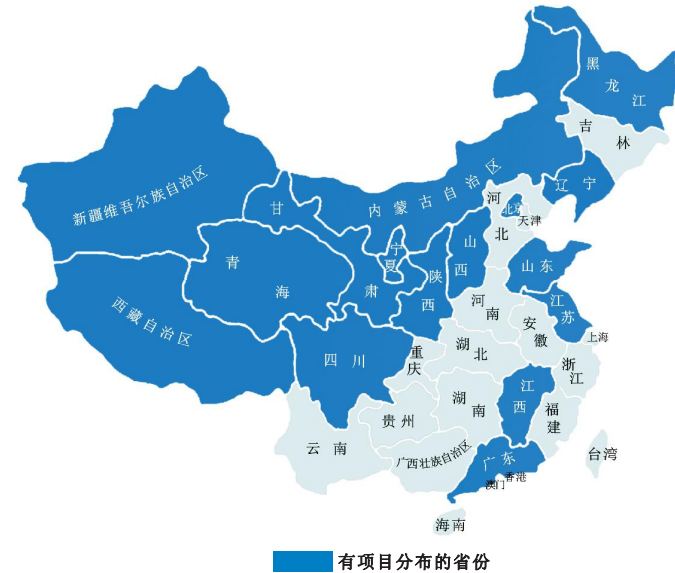 黑龙江
吉林
辽宁
内蒙古自治区
新疆维吾尔族自治区
甘肃
青海
宁夏
陕西
山西
河北
北京
天津
山东
西藏自治区
四川
重庆
河南
江苏
安徽
上海
湖北
浙江
湖南
江西
福建
贵州
云南
广西壮族自治区
广东
香港
澳门
台湾
海南
有项目分布的省份